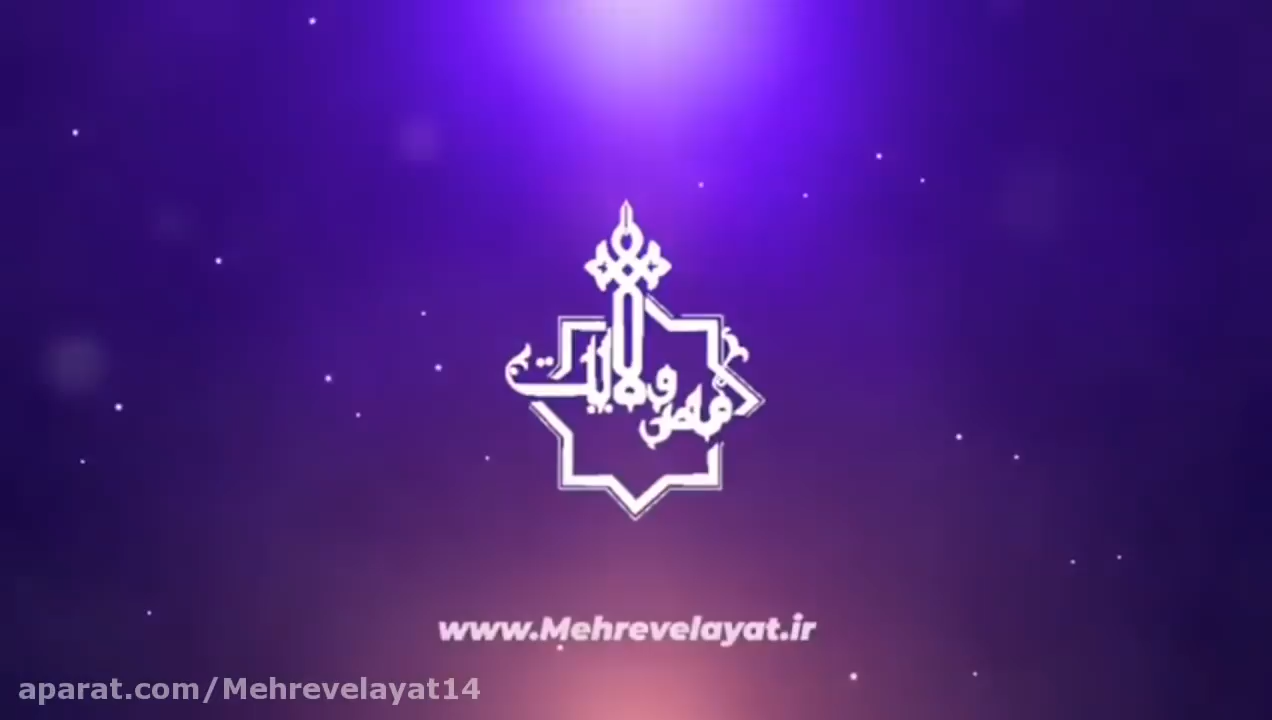 مهر ولایت
www.Mehrevelayat.ir
aparat.com/Mehrevelayat14